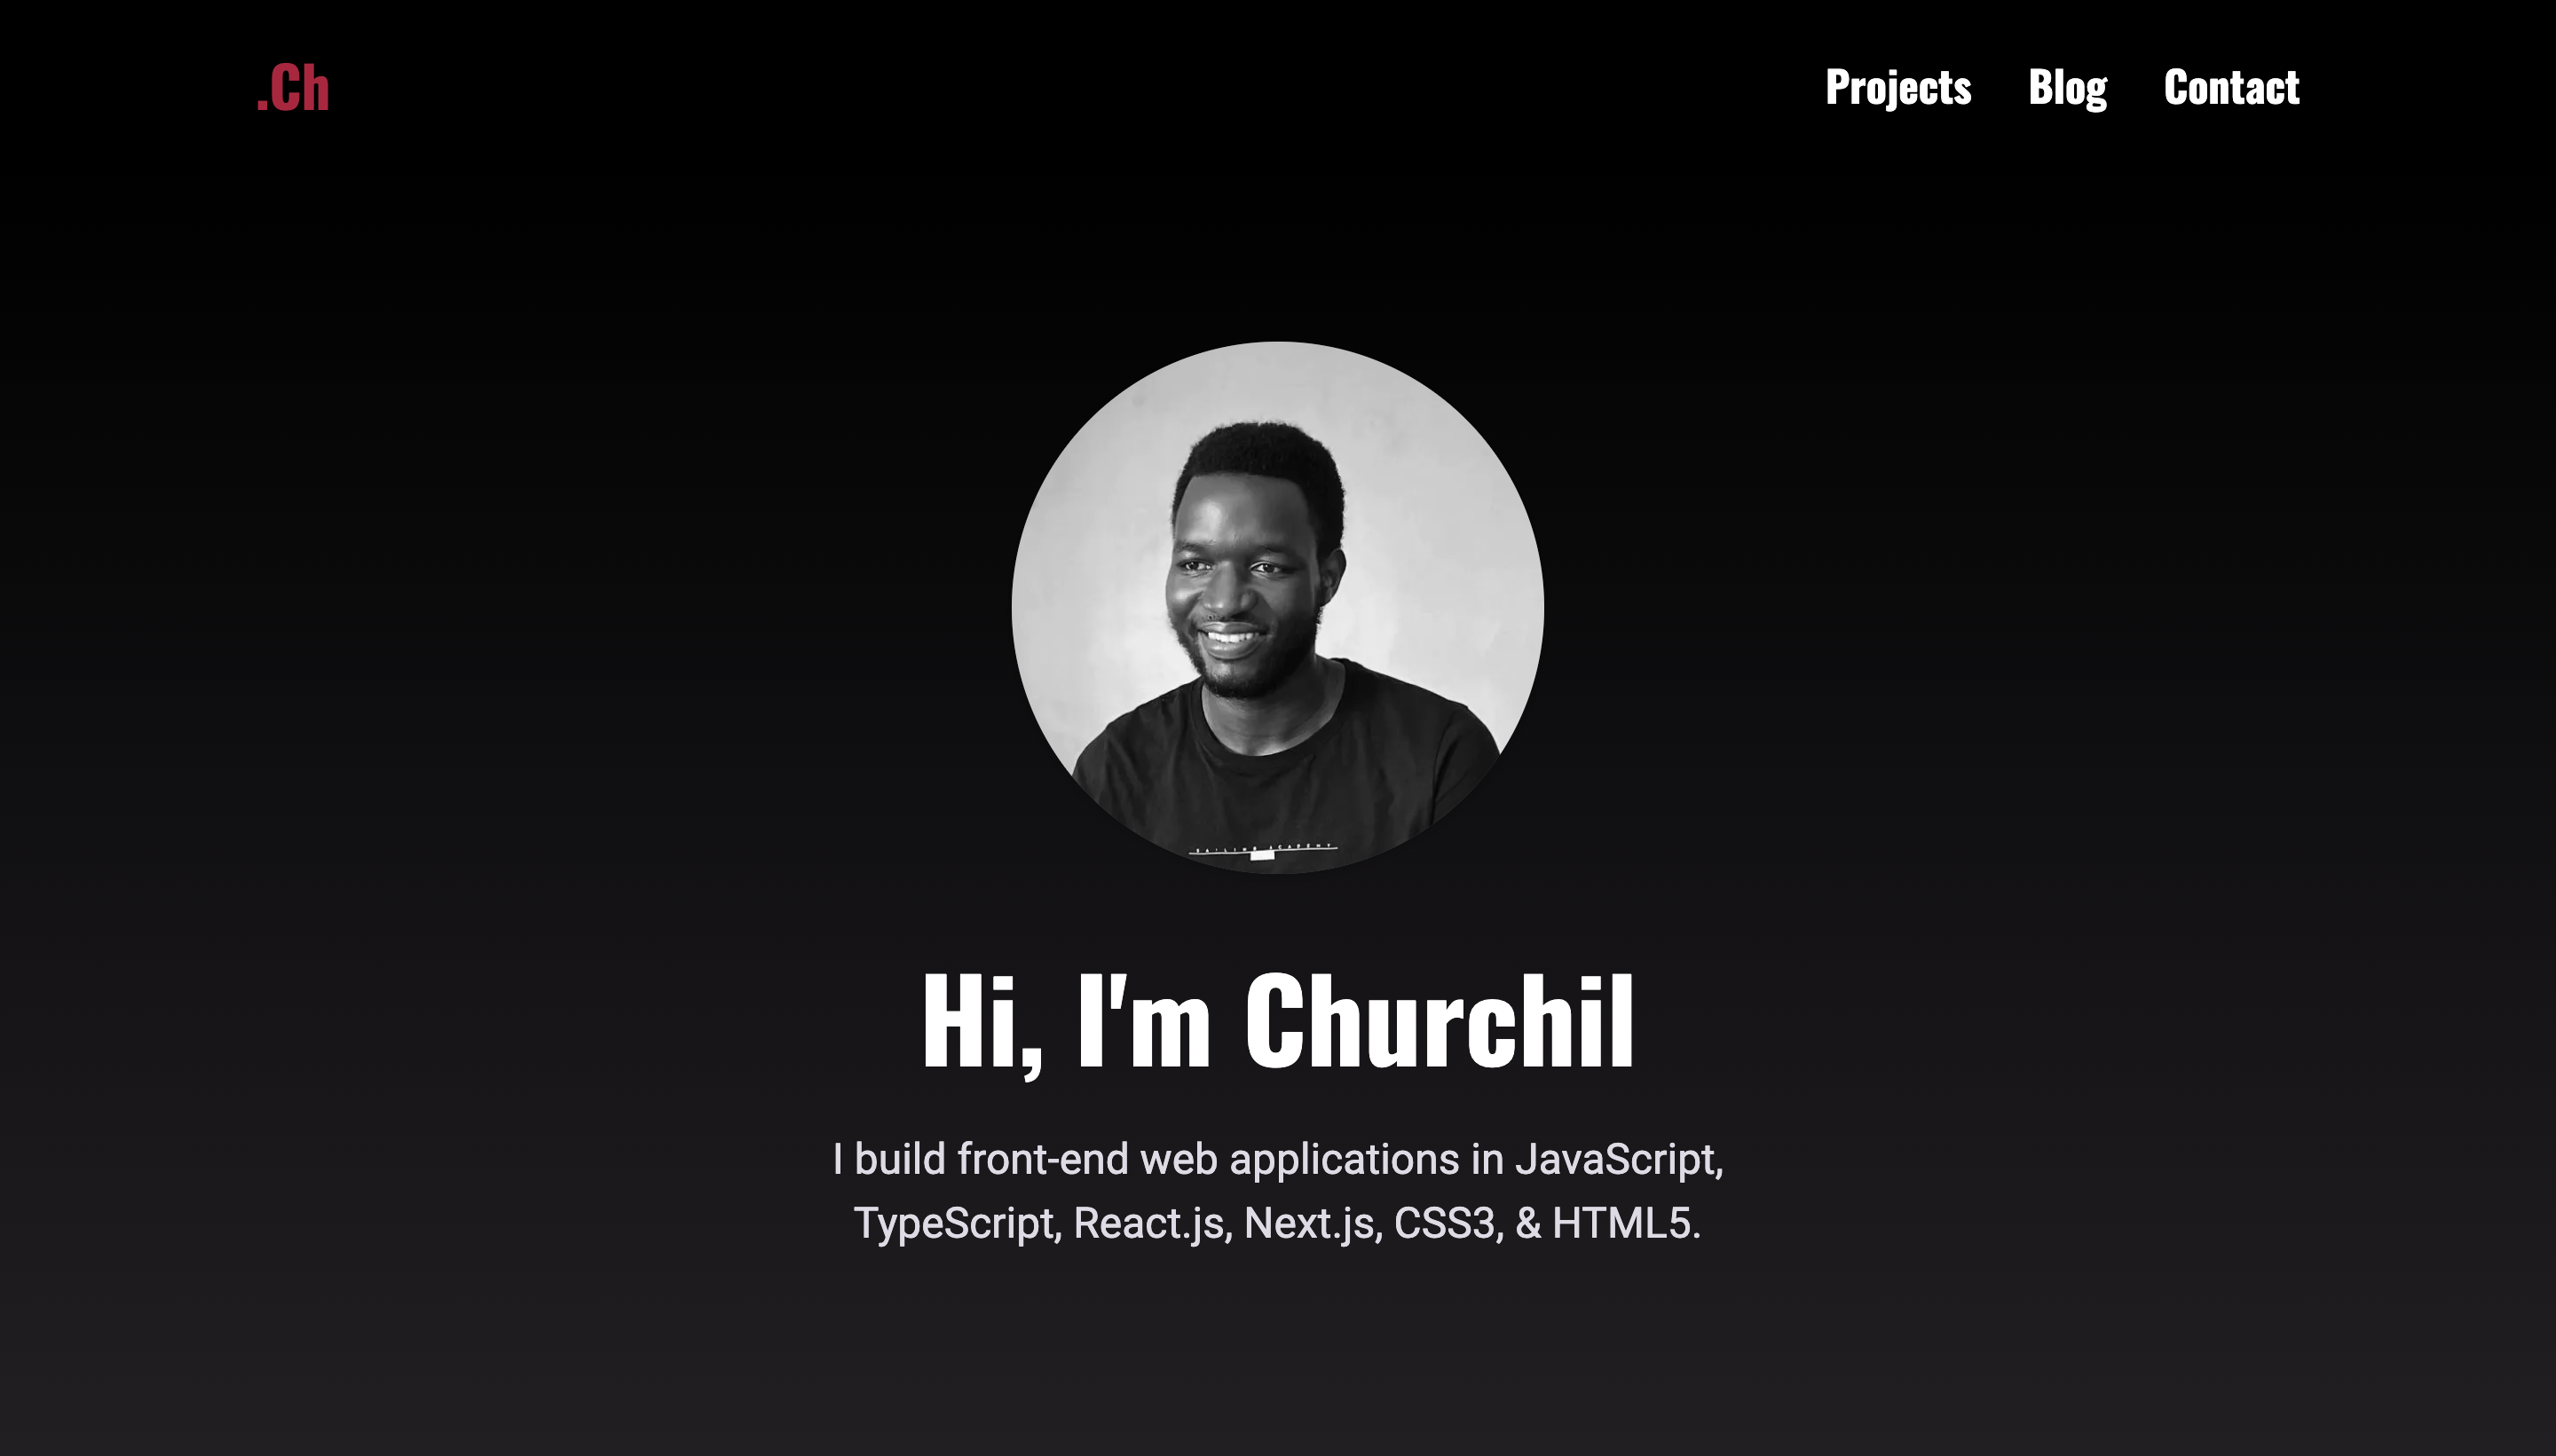 .Ch
Projects Blog Contact
ACADEMY
Hi, I'm Churchil
I build front-end web applications in JavaScript,
TypeScript, React.js, Next.js, CSS3, & HTML5.